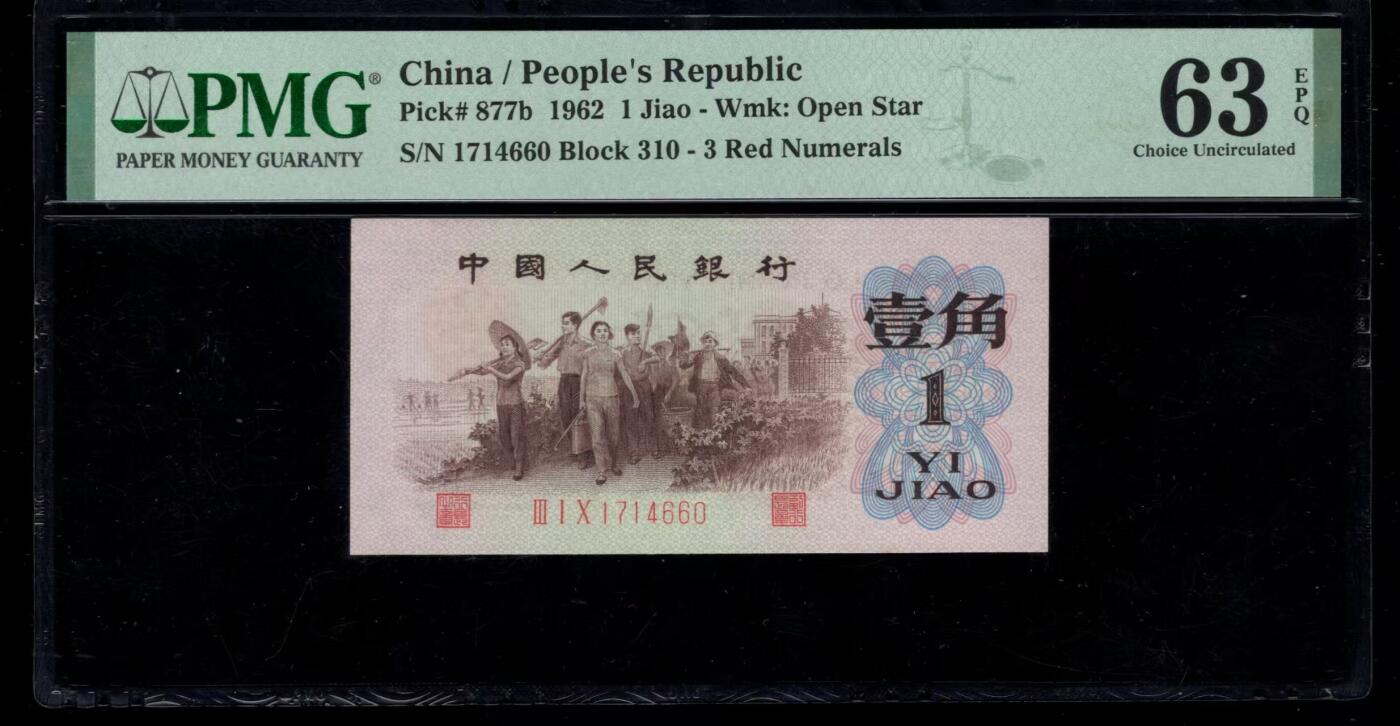 PMG®
PAPER MONEY GUARANTY
China / People's Republic
Pick# 877b 1962 1 Jiao - Wmk: Open Star
S/N 1714660 Block 310 - 3 Red Numerals
63
EPQ
Choice Uncirculated
中國人民銀行
壹角
1
YI
JIAO
Ⅲ Ⅰ Ⅹ 1714660